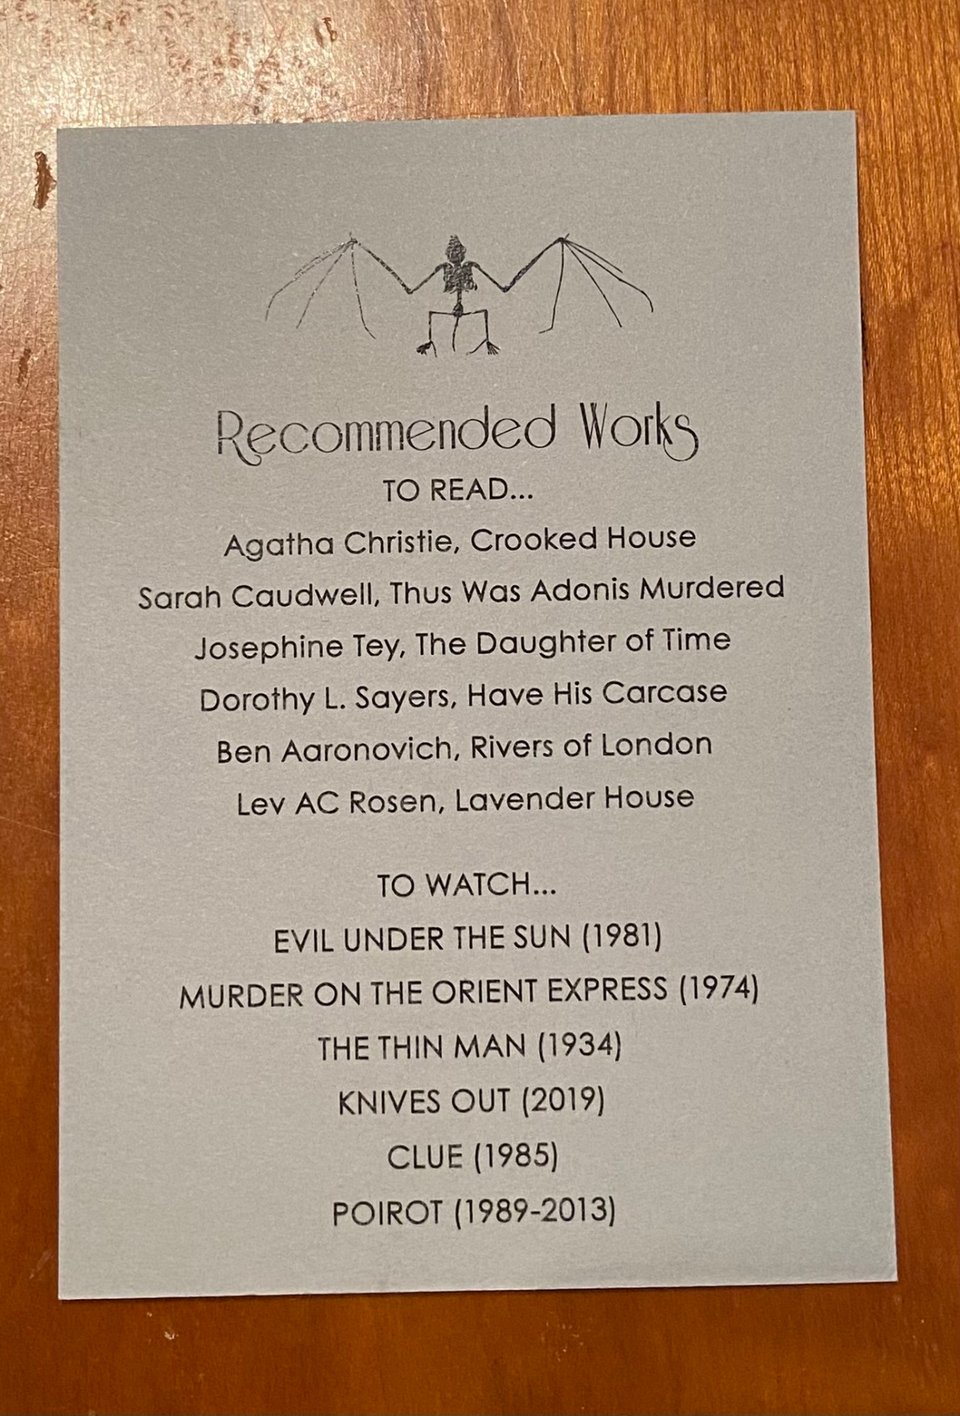 Recommended Works
TO READ...
Agatha Christie, Crooked House
Sarah Caudwell, Thus Was Adonis Murdered
Josephine Tey, The Daughter of Time
Dorothy L. Sayers, Have His Carcase
Ben Aaronovich, Rivers of London
Lev AC Rosen, Lavender House
TO WATCH...
EVIL UNDER THE SUN (1981)
MURDER ON THE ORIENT EXPRESS (1974)
THE THIN MAN (1934)
KNIVES OUT (2019)
CLUE (1985)
POIROT (1989-2013)